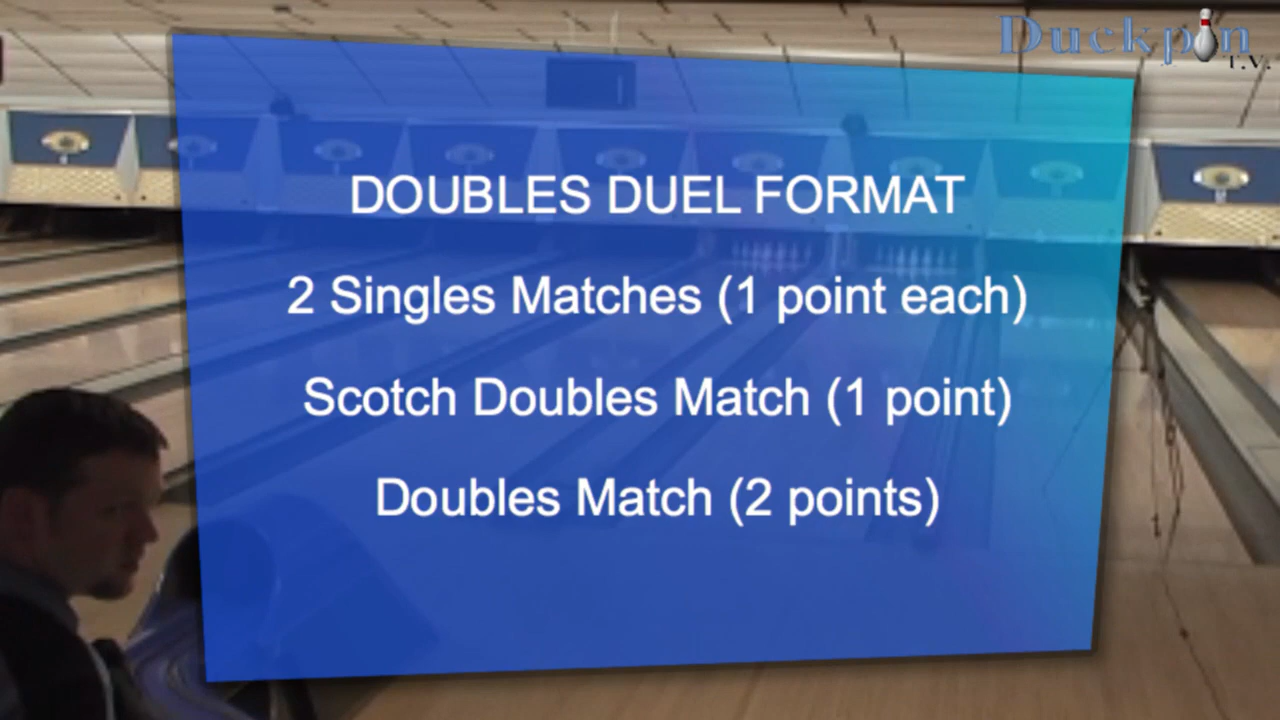 Duckpin
T.V.
DOUBLES DUEL FORMAT
2 Singles Matches (1 point each)
Scotch Doubles Match (1 point)
Doubles Match (2 points)